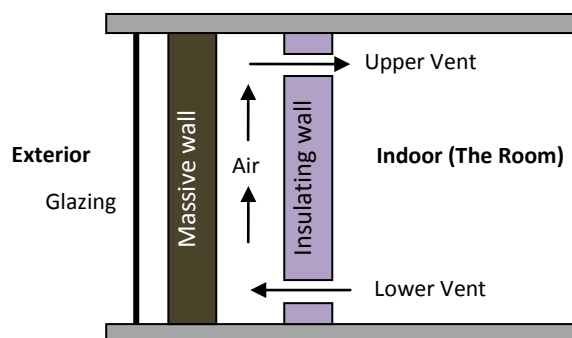 Upper Vent
Massive wall
Insulating wall
Exterior
Air
Indoor (The Room)
Glazing
Lower Vent